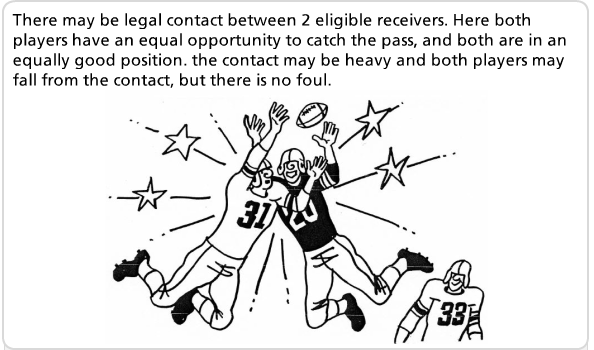 There may be legal contact between 2 eligible receivers. Here both
players have an equal opportunity to catch the pass, and both are in an
equally good position. the contact may be heavy and both players may
fall from the contact, but there is no foul.
31
20
33